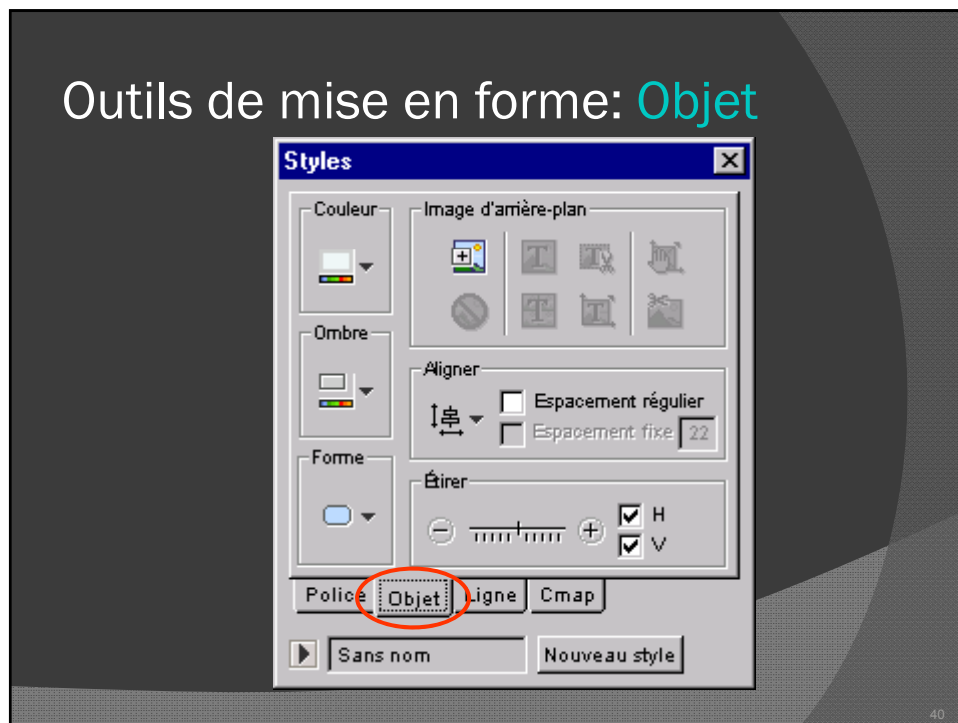 Outils de mise en forme: Objet
Styles
Couleur
Image d'arrière-plan
Ombre
Aligner
Espacement régulier
Espacement fixe 22
Forme
Étirer
H
V
Police Objet Ligne Cmap
Sans nom Nouveau style
40